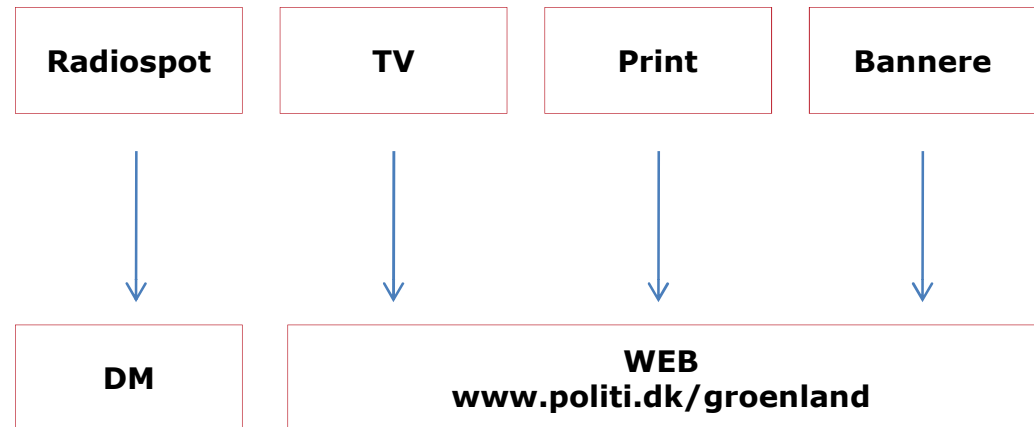 Radiospot
TV
Print
Bannere
DM
WEB
www.politi.dk/groenland